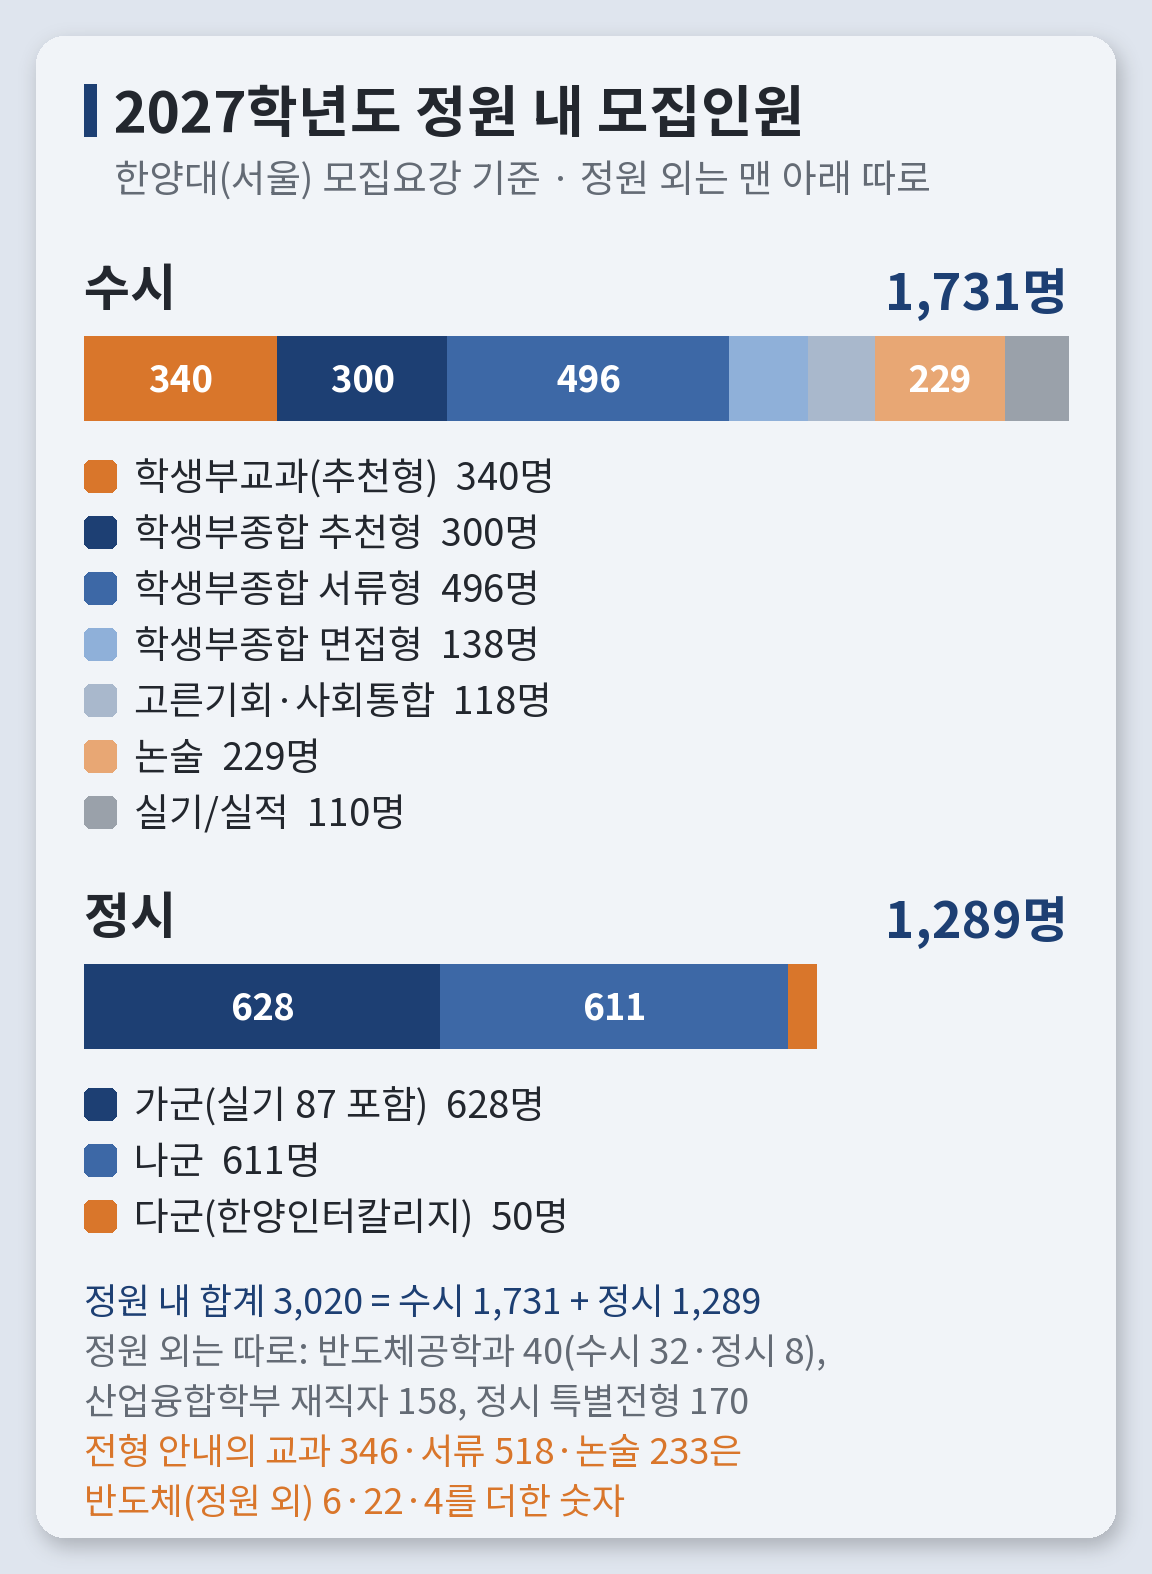 2027학년도 정원 내 모집인원
한양대(서울) 모집요강 기준 · 정원 외는 맨 아래 따로
수시 1,731명
340 300 496 229
학생부교과(추천형) 340명
학생부종합 추천형 300명
학생부종합 서류형 496명
학생부종합 면접형 138명
고른기회·사회통합 118명
논술 229명
실기/실적 110명
정시 1,289명
628 611
가군(실기 87 포함) 628명
나군 611명
다군(한양인터칼리지) 50명
정원 내 합계 3,020 = 수시 1,731 + 정시 1,289
정원 외는 따로: 반도체공학과 40(수시 32·정시 8),
산업융합학부 재직자 158, 정시 특별전형 170
전형 안내의 교과 346·서류 518·논술 233은
반도체(정원 외) 6·22·4를 더한 숫자